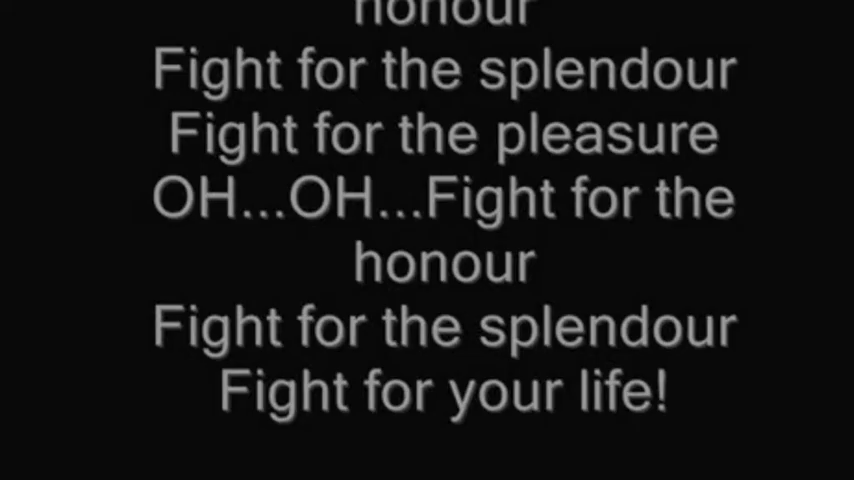 honour
Fight for the splendour
Fight for the pleasure
OH...OH...Fight for the
honour
Fight for the splendour
Fight for your life!